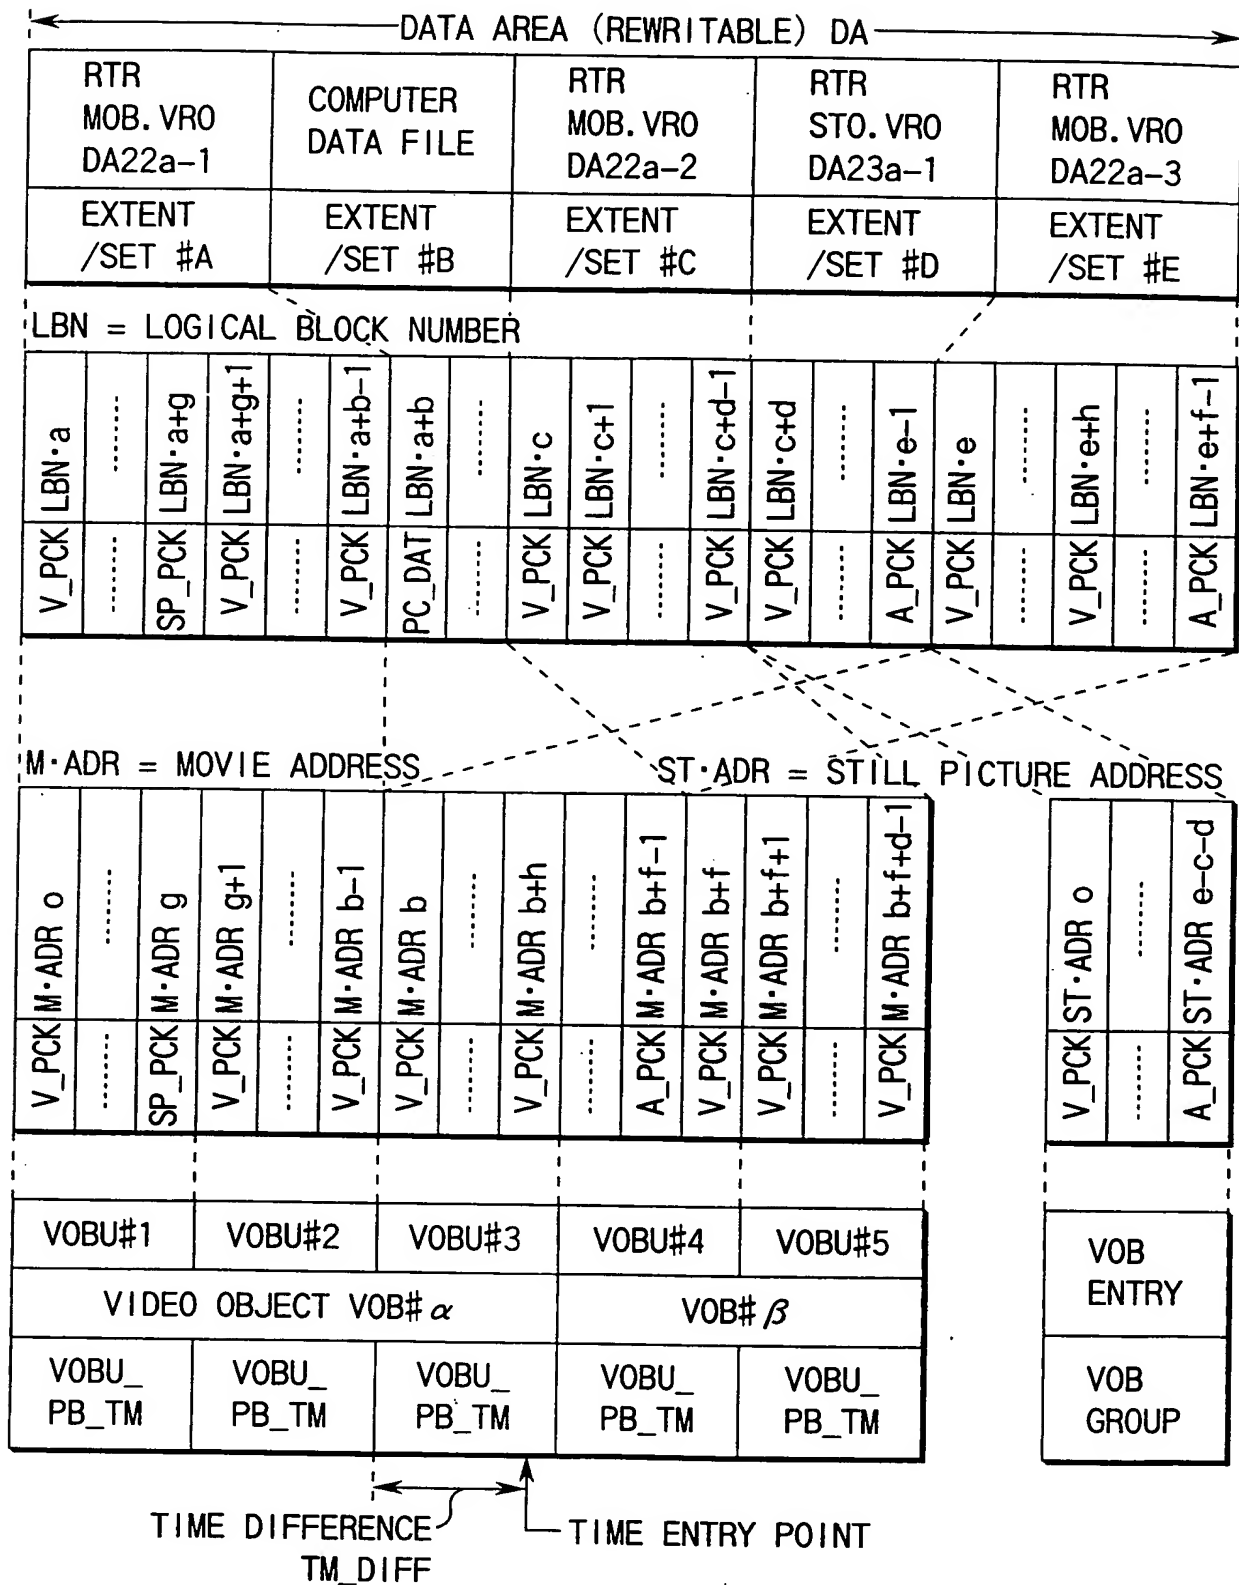 DATA AREA (REWRITABLE) DA
RTR
MOB.VRO
DA22a-1
COMPUTER
DATA FILE
RTR
MOB.VRO
DA22a-2
RTR
STO.VRO
DA23a-1
RTR
MOB.VRO
DA22a-3
EXTENT
/SET #A
EXTENT
/SET #B
EXTENT
/SET #C
EXTENT
/SET #D
EXTENT
/SET #E
LBN = LOGICAL BLOCK NUMBER
LBN·a
LBN·a+g
LBN·a+g+1
LBN·a+b-1
LBN·a+b
LBN·c
LBN·c+1
LBN·c+d-1
LBN·c+d
LBN·e-1
LBN·e
LBN·e+h
LBN·e+f-1
V_PCK
SP_PCK
V_PCK
V_PCK
PC_DAT
V_PCK
V_PCK
V_PCK
V_PCK
A_PCK
V_PCK
V_PCK
A_PCK
M·ADR = MOVIE ADDRESS
ST·ADR = STILL PICTURE ADDRESS
M·ADR o
M·ADR g
M·ADR g+1
M·ADR b-1
M·ADR b
M·ADR b+h
M·ADR b+f-1
M·ADR b+f
M·ADR b+f+1
M·ADR b+f+d-1
ST·ADR o
ST·ADR e-c-d
V_PCK
SP_PCK
V_PCK
V_PCK
V_PCK
V_PCK
A_PCK
V_PCK
V_PCK
V_PCK
V_PCK
A_PCK
VOBU#1
VOBU#2
VOBU#3
VOBU#4
VOBU#5
VOB
ENTRY
VIDEO OBJECT VOB# α
VOB# β
VOBU_
PB_TM
VOBU_
PB_TM
VOBU_
PB_TM
VOBU_
PB_TM
VOBU_
PB_TM
VOB
GROUP
TIME DIFFERENCE
TM_DIFF
TIME ENTRY POINT